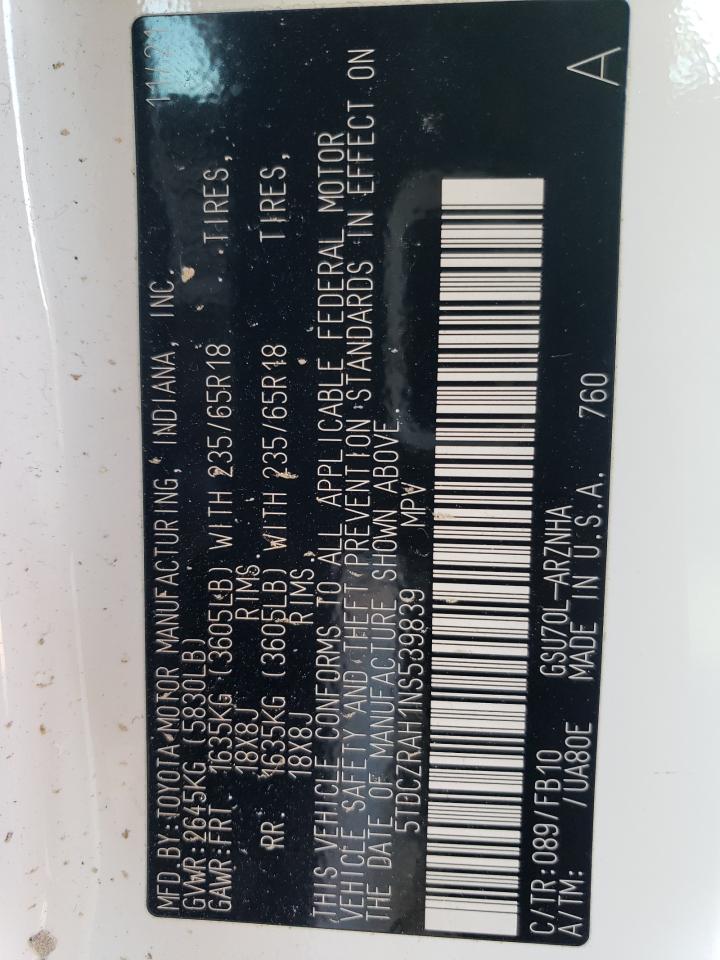 MFD.BY:TOYOTA MOTOR MANUFACTURING, INDIANA, INC. 11/21
GVWR:2645KG (5830LB)
GAWR:FRT 1635KG (3605LB) WITH 235/65R18 TIRES,
18X8J RIMS.
RR. 1635KG (3605LB) WITH 235/65R18 TIRES,
18X8J RIMS.
THIS VEHICLE CONFORMS TO ALL APPLICABLE FEDERAL MOTOR
VEHICLE SAFETY AND THEFT PREVENTION STANDARDS IN EFFECT ON
THE DATE OF MANUFACTURE SHOWN ABOVE.
5TDCZRAH1NS539839 MPV
A
C/TR:089/FB10 GSU70L-ARZNHA
A/TM: /UA80E MADE IN U.S.A. 760